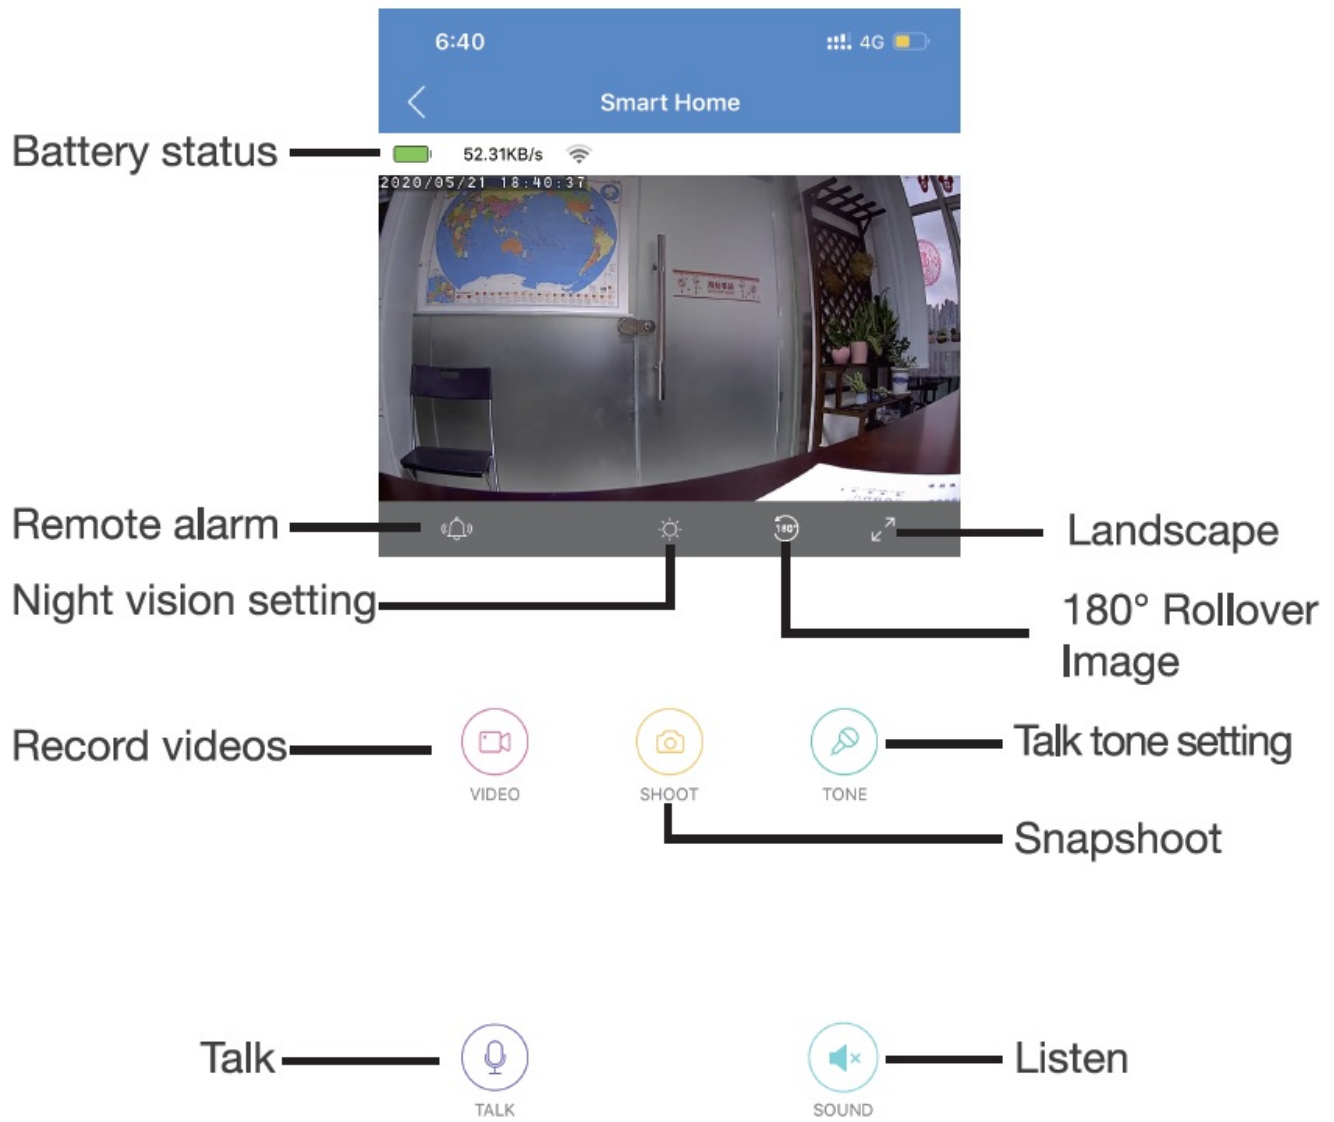 6:40
4G
Smart Home
Battery status
52.31KB/s
2020/05/21 18:40:37
Remote alarm
180°
Landscape
Night vision setting
180° Rollover
Image
Record videos
Talk tone setting
VIDEO
SHOOT
TONE
Snapshoot
Talk
Listen
TALK
SOUND